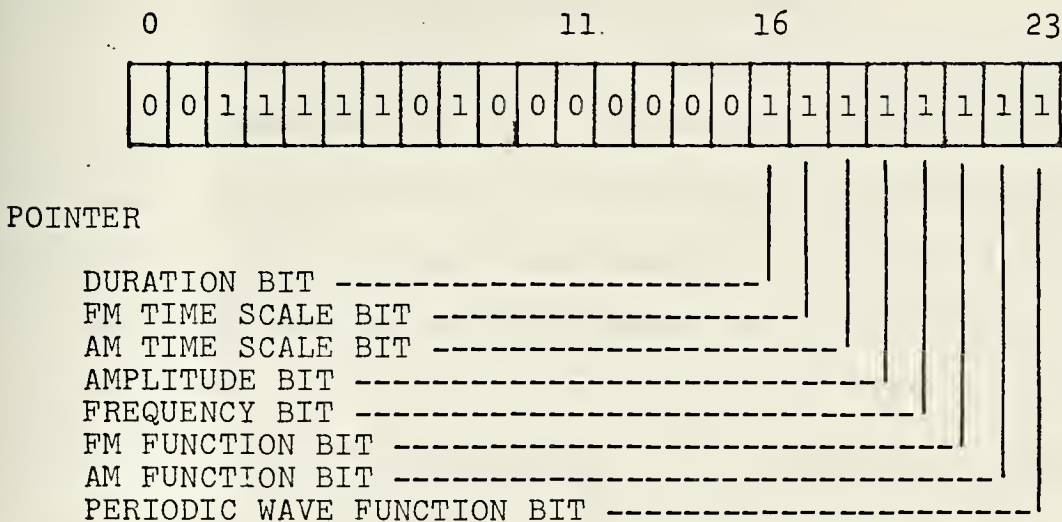 0 11. 16 23
0 0 1 1 1 1 1 0 1 0 0 0 0 0 0 0 1 1 1 1 1 1 1 1
POINTER
DURATION BIT
FM TIME SCALE BIT
AM TIME SCALE BIT
AMPLITUDE BIT
FREQUENCY BIT
FM FUNCTION BIT
AM FUNCTION BIT
PERIODIC WAVE FUNCTION BIT